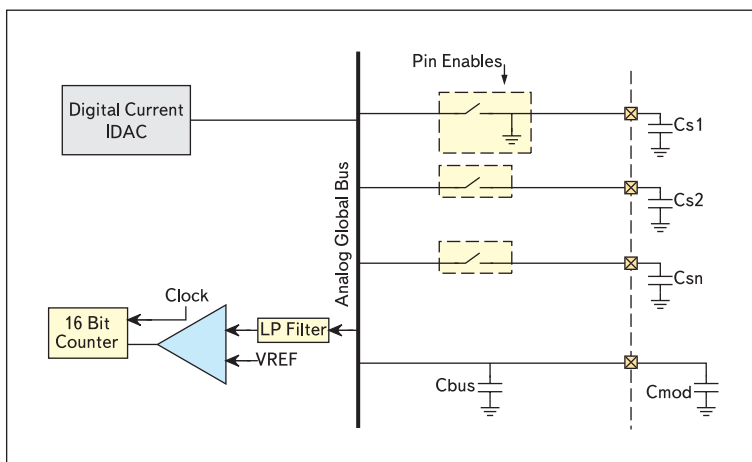 Pin Enables
Digital Current
IDAC
Cs1
Cs2
Analog Global Bus
Csn
Clock
16 Bit
Counter
LP Filter
VREF
Cbus
Cmod